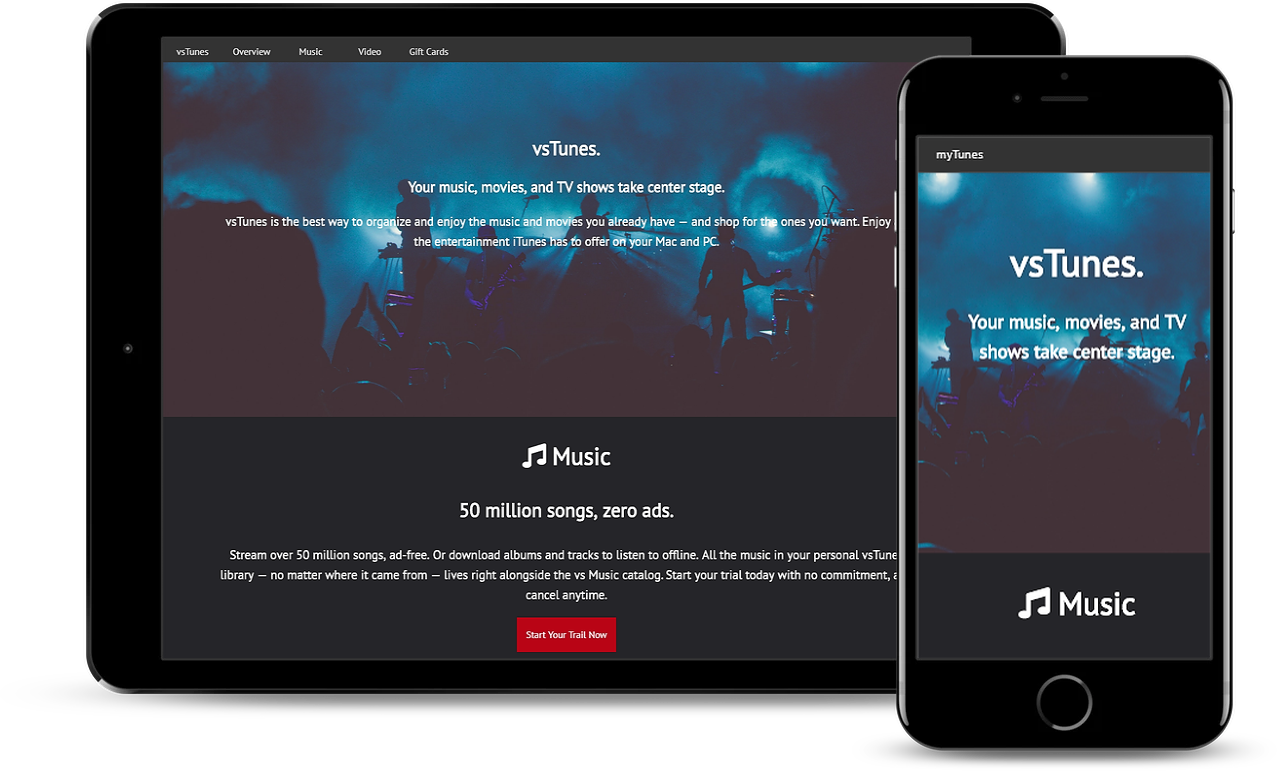 vsTunes Overview Music Video Gift Cards
vsTunes.
Your music, movies, and TV shows take center stage.
vsTunes is the best way to organize and enjoy the music and movies you already have — and shop for the ones you want. Enjoy
the entertainment iTunes has to offer on your Mac and PC.
Music
50 million songs, zero ads.
Stream over 50 million songs, ad-free. Or download albums and tracks to listen to offline. All the music in your personal vsTune
library — no matter where it came from — lives right alongside the vs Music catalog. Start your trial today with no commitment,
cancel anytime.
Start Your Trail Now
myTunes
vsTunes.
Your music, movies, and TV
shows take center stage.
Music